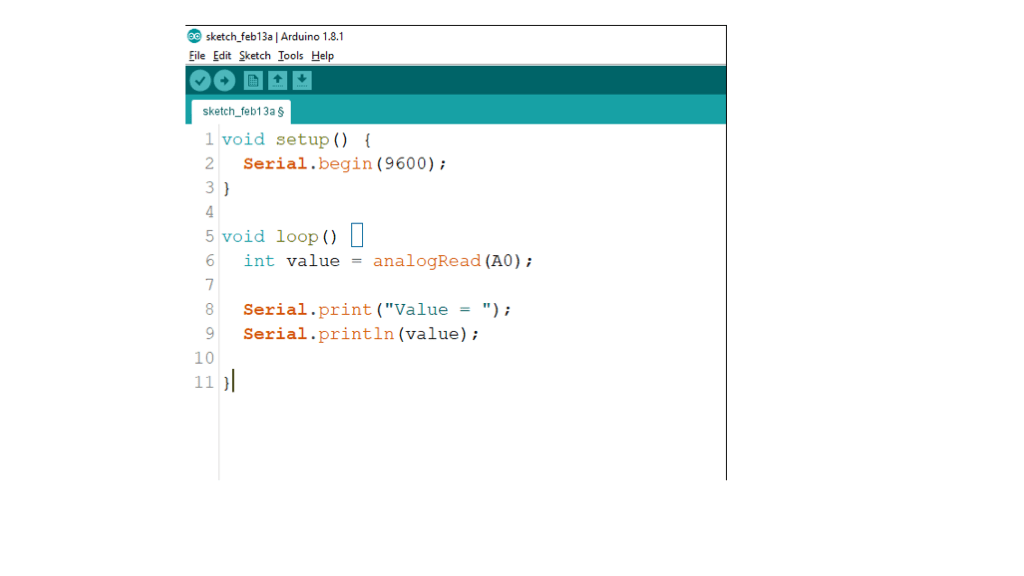 sketch_feb13a | Arduino 1.8.1
File Edit Sketch Tools Help
sketch_feb13a §
1 void setup() {
2   Serial.begin(9600);
3 }
4
5 void loop()
6   int value = analogRead(A0);
7
8   Serial.print("Value = ");
9   Serial.println(value);
10
11 }